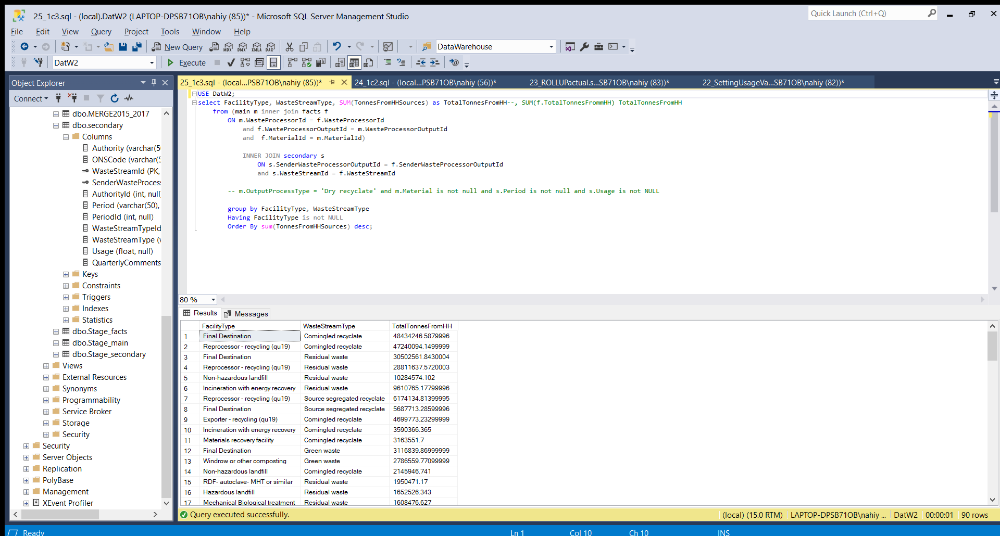 25_1c3.sql - (local).DatW2 (LAPTOP-DPSB71OB\nahiy (85))* - Microsoft SQL Server Management Studio
Quick Launch (Ctrl+Q)
File Edit View Query Project Tools Window Help
New Query
MDX DMX XMLA DAX
DataWarehouse
DatW2
Execute
Object Explorer
Connect
dbo.MERGE2015_2017
dbo.secondary
Columns
Authority (varchar(5
ONSCode (varchar(5
WasteStreamId (PK,
SenderWasteProces
AuthorityId (int, null
Period (varchar(50),
PeriodId (int, null)
WasteStreamTypeId
WasteStreamType (v
Usage (float, null)
QuarterlyComments
Keys
Constraints
Triggers
Indexes
Statistics
dbo.Stage_facts
dbo.Stage_main
dbo.Stage_secondary
Views
External Resources
Synonyms
Programmability
Service Broker
Storage
Security
Security
Server Objects
Replication
PolyBase
Management
XEvent Profiler
25_1c3.sql - (local...PSB71OB\nahiy (85))* 24_1c2.sql - (local...PSB71OB\nahiy (56))* 23_ROLLUPactual.s...SB71OB\nahiy (83))* 22_SettingUsageVa...SB71OB\nahiy (82))*
USE DatW2;
select FacilityType, WasteStreamType, SUM(TonnesFromHHSources) as TotalTonnesFromHH--, SUM(f.TotalTonnesFrommHH) TotalTonnesFromHH
from (main m inner join facts f
ON m.WasteProcessorId = f.WasteProcessorId
and f.WasteProcessorOutputId = m.WasteProcessorOutputId
and f.MaterialId = m.MaterialId)
INNER JOIN secondary s
ON s.SenderWasteProcessorOutputId = f.SenderWasteProcessorOutputId
and s.WasteStreamId = f.WasteStreamId
-- m.OutputProcessType = 'Dry recyclate' and m.Material is not null and s.Period is not null and s.Usage is not NULL
group by FacilityType, WasteStreamType
Having FacilityType is not NULL
Order By sum(TonnesFromHHSources) desc;
80 %
Results Messages
FacilityType WasteStreamType TotalTonnesFromHH
1 Final Destination Comingled recyclate 48434246.5879996
2 Reprocessor - recycling (qu19) Comingled recyclate 47240094.1499999
3 Final Destination Residual waste 30502561.8430004
4 Reprocessor - recycling (qu19) Residual waste 28811637.5720003
5 Non-hazardous landfill Residual waste 10284574.102
6 Incineration with energy recovery Residual waste 9610765.17799996
7 Reprocessor - recycling (qu19) Source segregated recyclate 6174134.81399995
8 Final Destination Source segregated recyclate 5687713.28599996
9 Exporter - recycling (qu19) Comingled recyclate 4699773.23299999
10 Incineration with energy recovery Comingled recyclate 3590366.365
11 Materials recovery facility Comingled recyclate 3163551.7
12 Final Destination Green waste 3116839.86999999
13 Windrow or other composting Green waste 2786559.77099999
14 Non-hazardous landfill Comingled recyclate 2145946.741
15 RDF- autoclave- MHT or similar Residual waste 1950471.17
16 Hazardous landfill Residual waste 1652526.343
17 Mechanical Biological treatment Residual waste 1608476.627
Query executed successfully. (local) (15.0 RTM) LAPTOP-DPSB71OB\nahiy ... DatW2 00:00:01 90 rows
Ready Ln 1 Col 10 Ch 10 INS